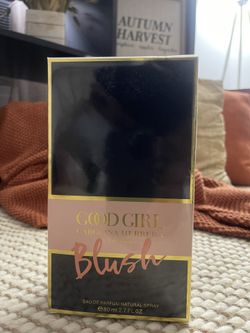 AUTUMN
HARVEST
GOOD GIRL
CAROLINA HERRERA
Blush
EAU DE PARFUM NATURAL SPRAY
80 ml 2.7 FL. OZ